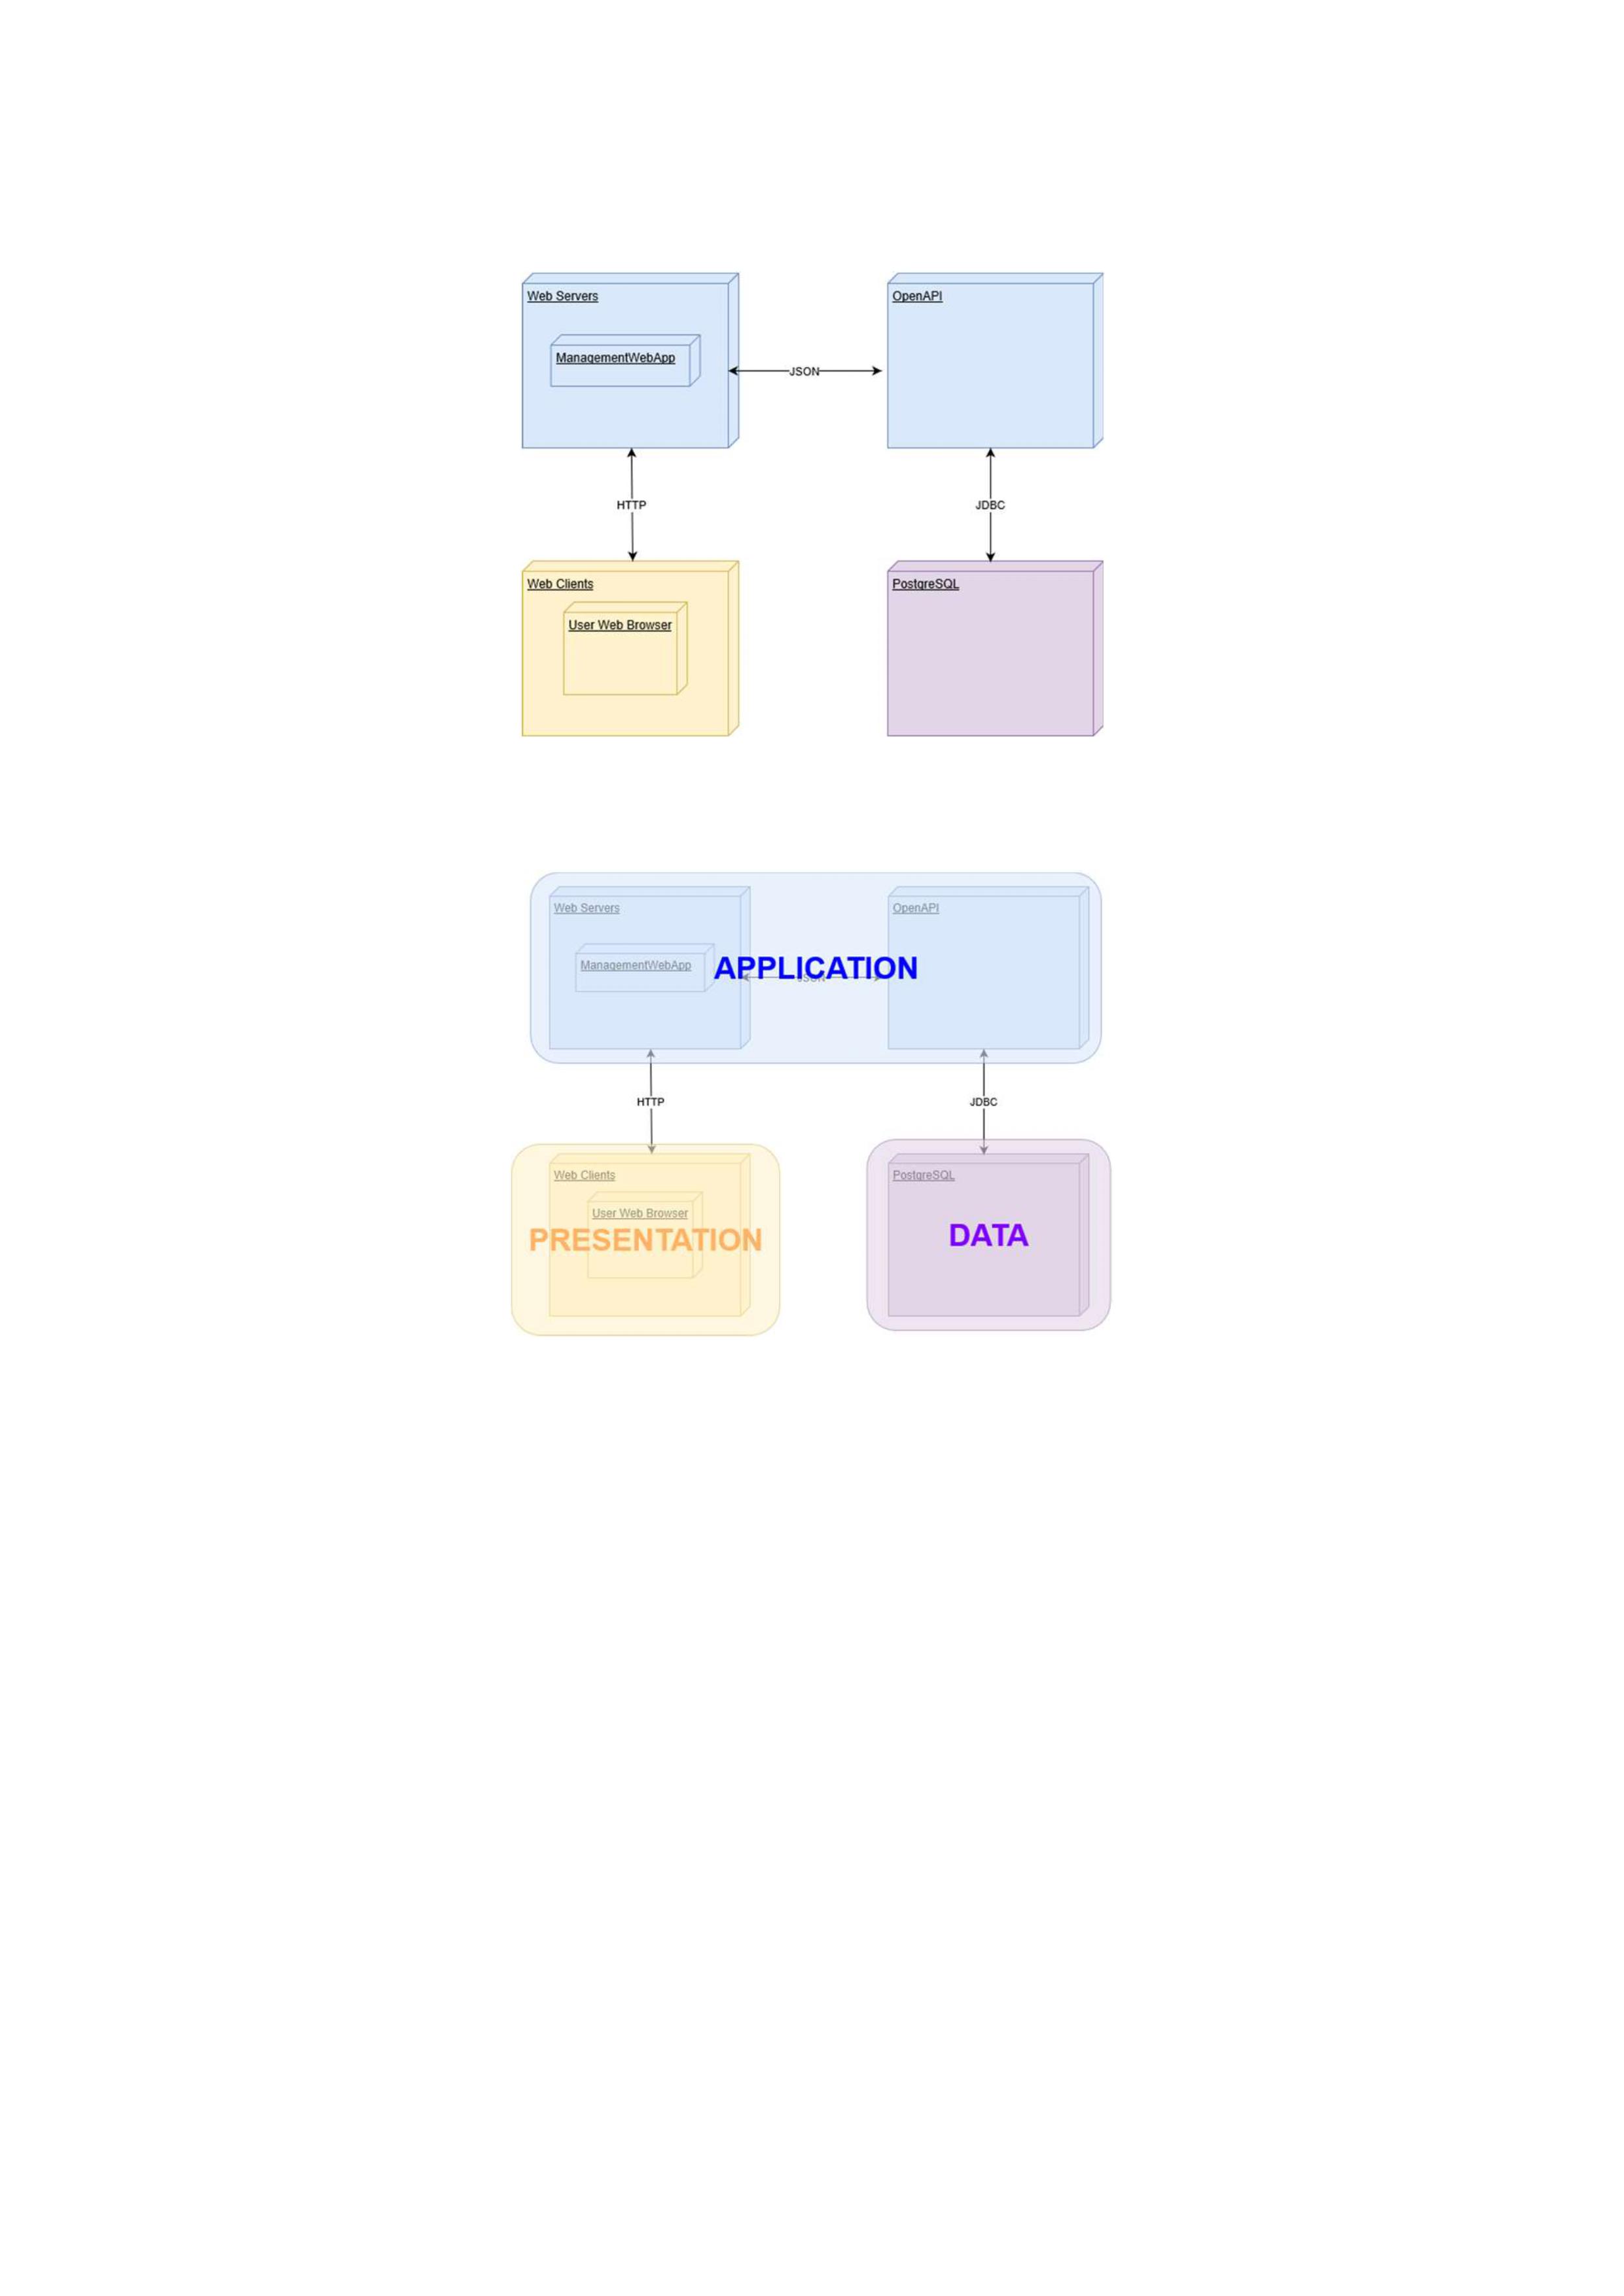 Web Servers
OpenAPI
ManagementWebApp
JSON
HTTP
JDBC
Web Clients
PostgreSQL
User Web Browser
Web Servers
OpenAPI
ManagementWebApp
APPLICATION
JSON
HTTP
JDBC
Web Clients
PostgreSQL
User Web Browser
PRESENTATION
DATA